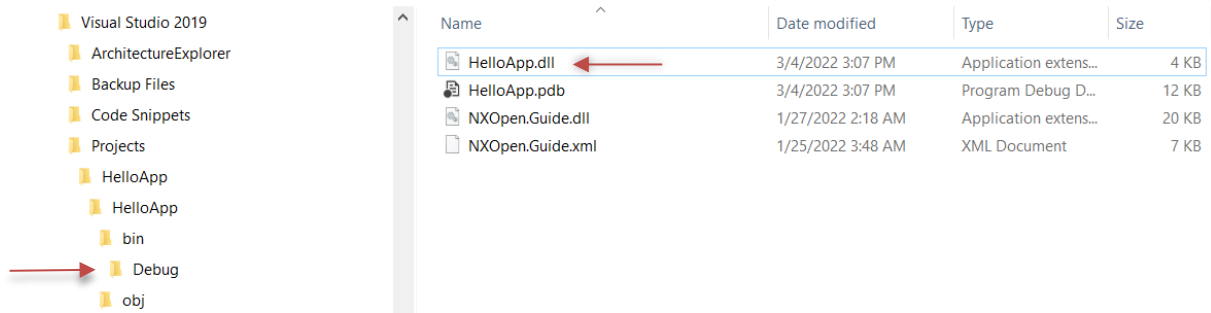 Visual Studio 2019
ArchitectureExplorer
Backup Files
Code Snippets
Projects
HelloApp
HelloApp
bin
Debug
obj
Name Date modified Type Size
HelloApp.dll 3/4/2022 3:07 PM Application extens... 4 KB
HelloApp.pdb 3/4/2022 3:07 PM Program Debug D... 12 KB
NXOpen.Guide.dll 1/27/2022 2:18 AM Application extens... 20 KB
NXOpen.Guide.xml 1/25/2022 3:48 AM XML Document 7 KB